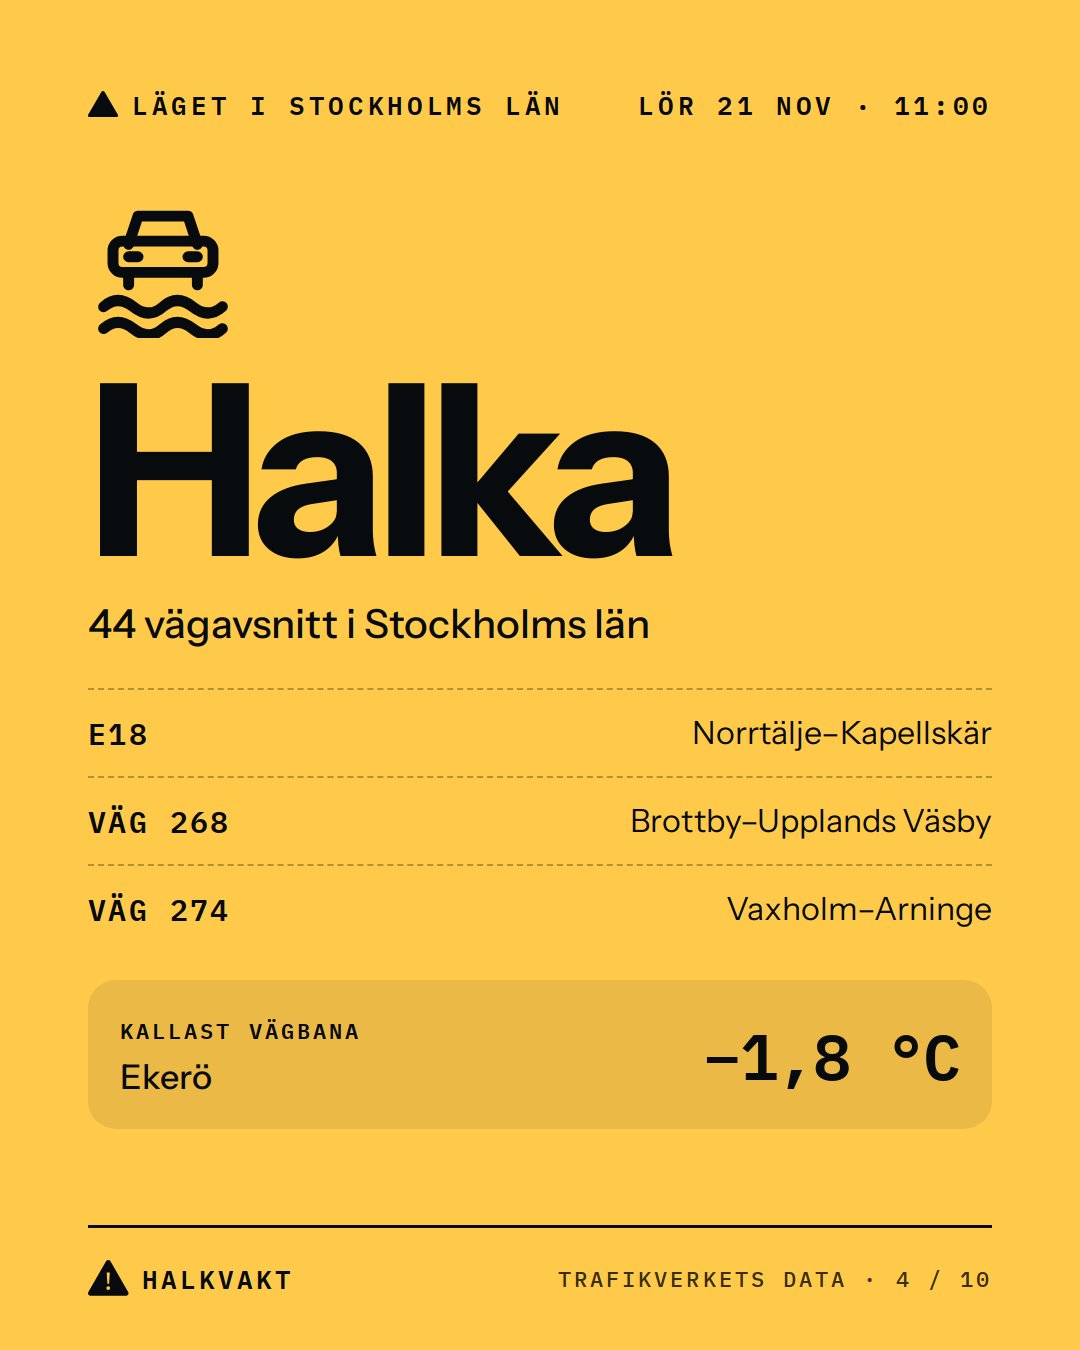 LÄGET I STOCKHOLMS LÄN LÖR 21 NOV · 11:00
Halka
44 vägavsnitt i Stockholms län
E18 Norrtälje–Kapellskär
VÄG 268 Brottby–Upplands Väsby
VÄG 274 Vaxholm–Arninge
KALLAST VÄGBANA
Ekerö
−1,8 °C
HALKVAKT TRAFIKVERKETS DATA · 4 / 10